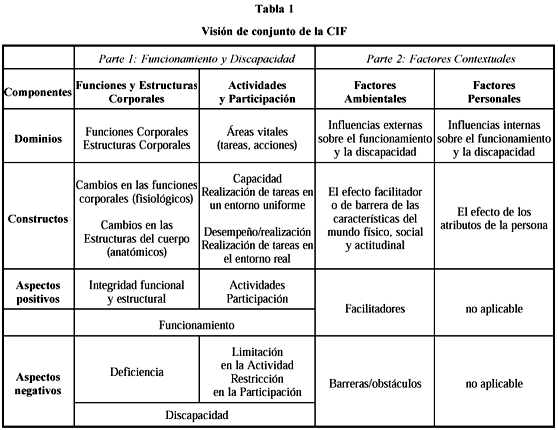 Tabla 1
Visión de conjunto de la CIF
Parte 1: Funcionamiento y Discapacidad
Parte 2: Factores Contextuales
Componentes
Funciones y Estructuras
Corporales
Actividades
y Participación
Factores
Ambientales
Factores
Personales
Dominios
Funciones Corporales
Estructuras Corporales
Áreas vitales
(tareas, acciones)
Influencias externas
sobre el funcionamiento
y la discapacidad
Influencias internas
sobre el funcionamiento
y la discapacidad
Constructos
Cambios en las funciones
corporales (fisiológicos)
Cambios en las
Estructuras del cuerpo
(anatómicos)
Capacidad
Realización de tareas en
un entorno uniforme
Desempeño/realización
Realización de tareas en
el entorno real
El efecto facilitador
o de barrera de las
características del
mundo físico, social
y actitudinal
El efecto de los
atributos de la persona
Aspectos
positivos
Integridad funcional
y estructural
Actividades
Participación
Funcionamiento
Facilitadores
no aplicable
Aspectos
negativos
Deficiencia
Limitación
en la Actividad
Restricción
en la Participación
Discapacidad
Barreras/obstáculos
no aplicable